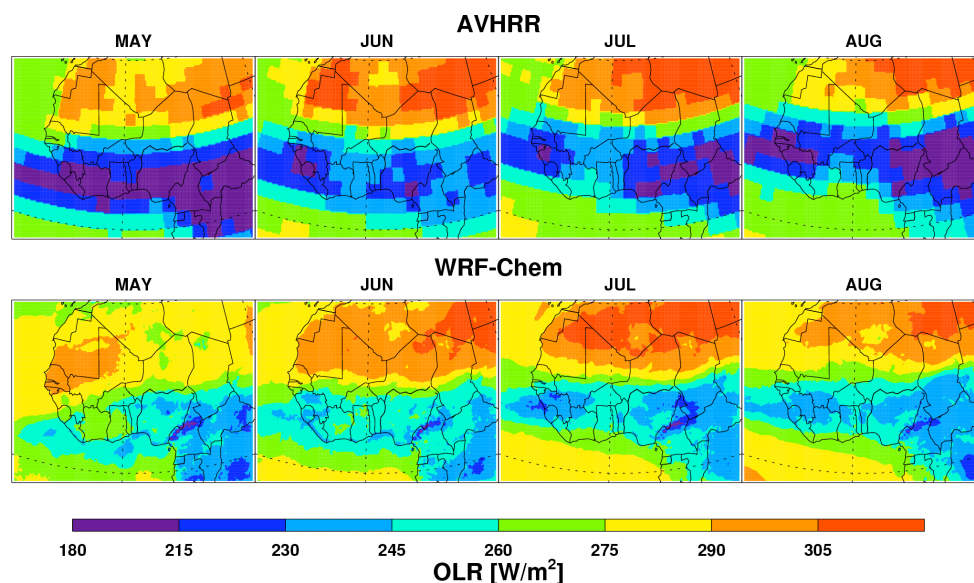 AVHRR
MAY JUN JUL AUG
WRF-Chem
MAY JUN JUL AUG
180 215 230 245 260 275 290 305
OLR [W/m²]